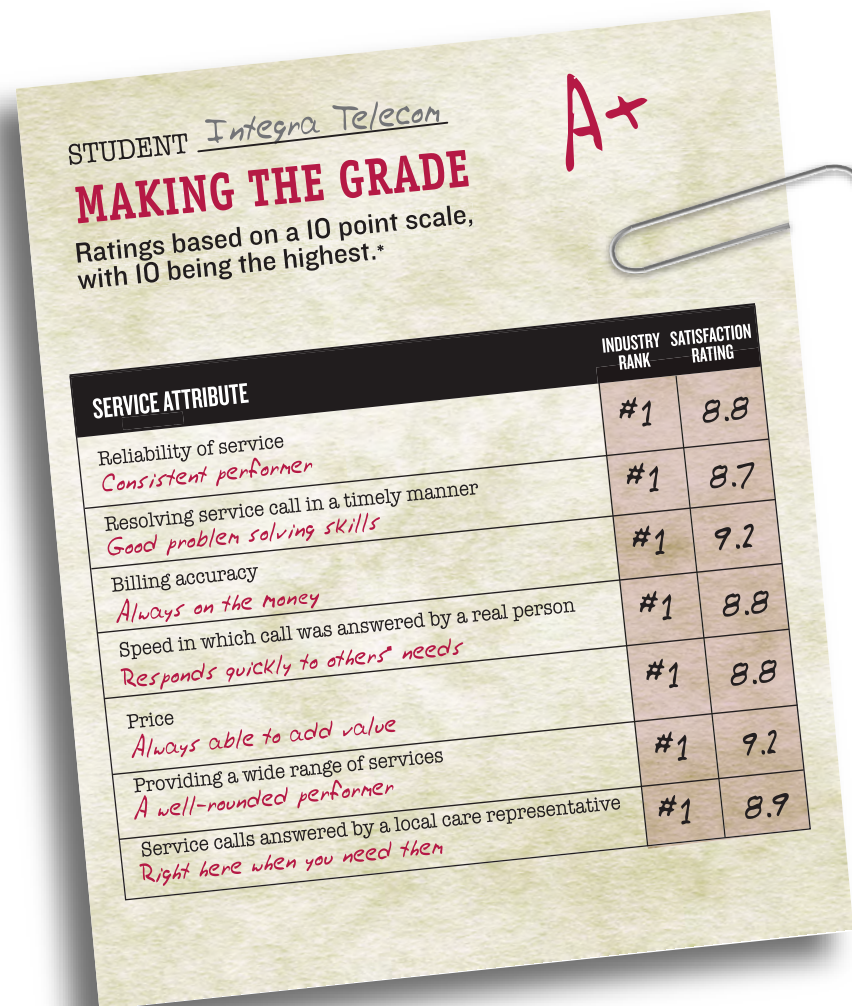 STUDENT Integra Telecom
A+
MAKING THE GRADE
Ratings based on a 10 point scale,
with 10 being the highest.*
SERVICE ATTRIBUTE INDUSTRY RANK SATISFACTION RATING
Reliability of service #1 8.8
Consistent performer
Resolving service call in a timely manner #1 8.7
Good problem solving skills
Billing accuracy #1 9.2
Always on the money
Speed in which call was answered by a real person #1 8.8
Responds quickly to others' needs
Price #1 8.8
Always able to add value
Providing a wide range of services #1 9.2
A well-rounded performer
Service calls answered by a local care representative #1 8.9
Right here when you need them